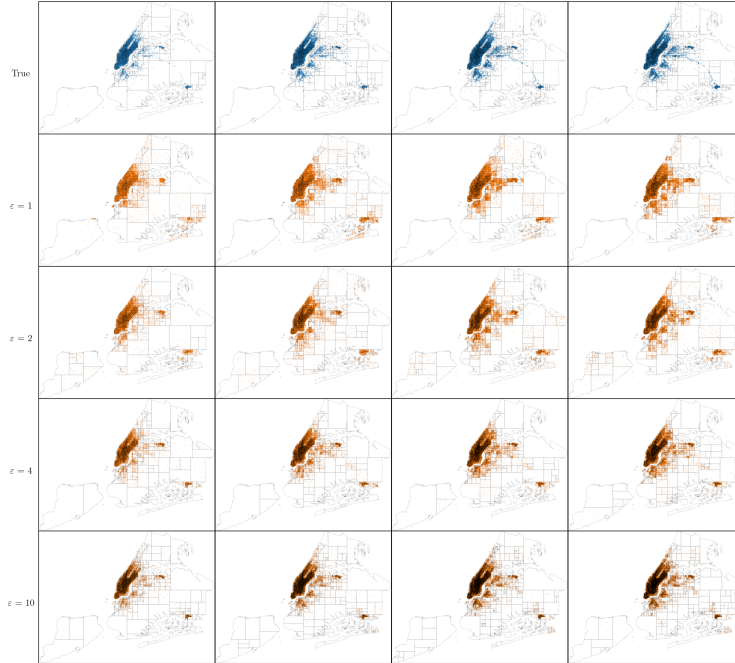 True
ε = 1
ε = 2
ε = 4
ε = 10